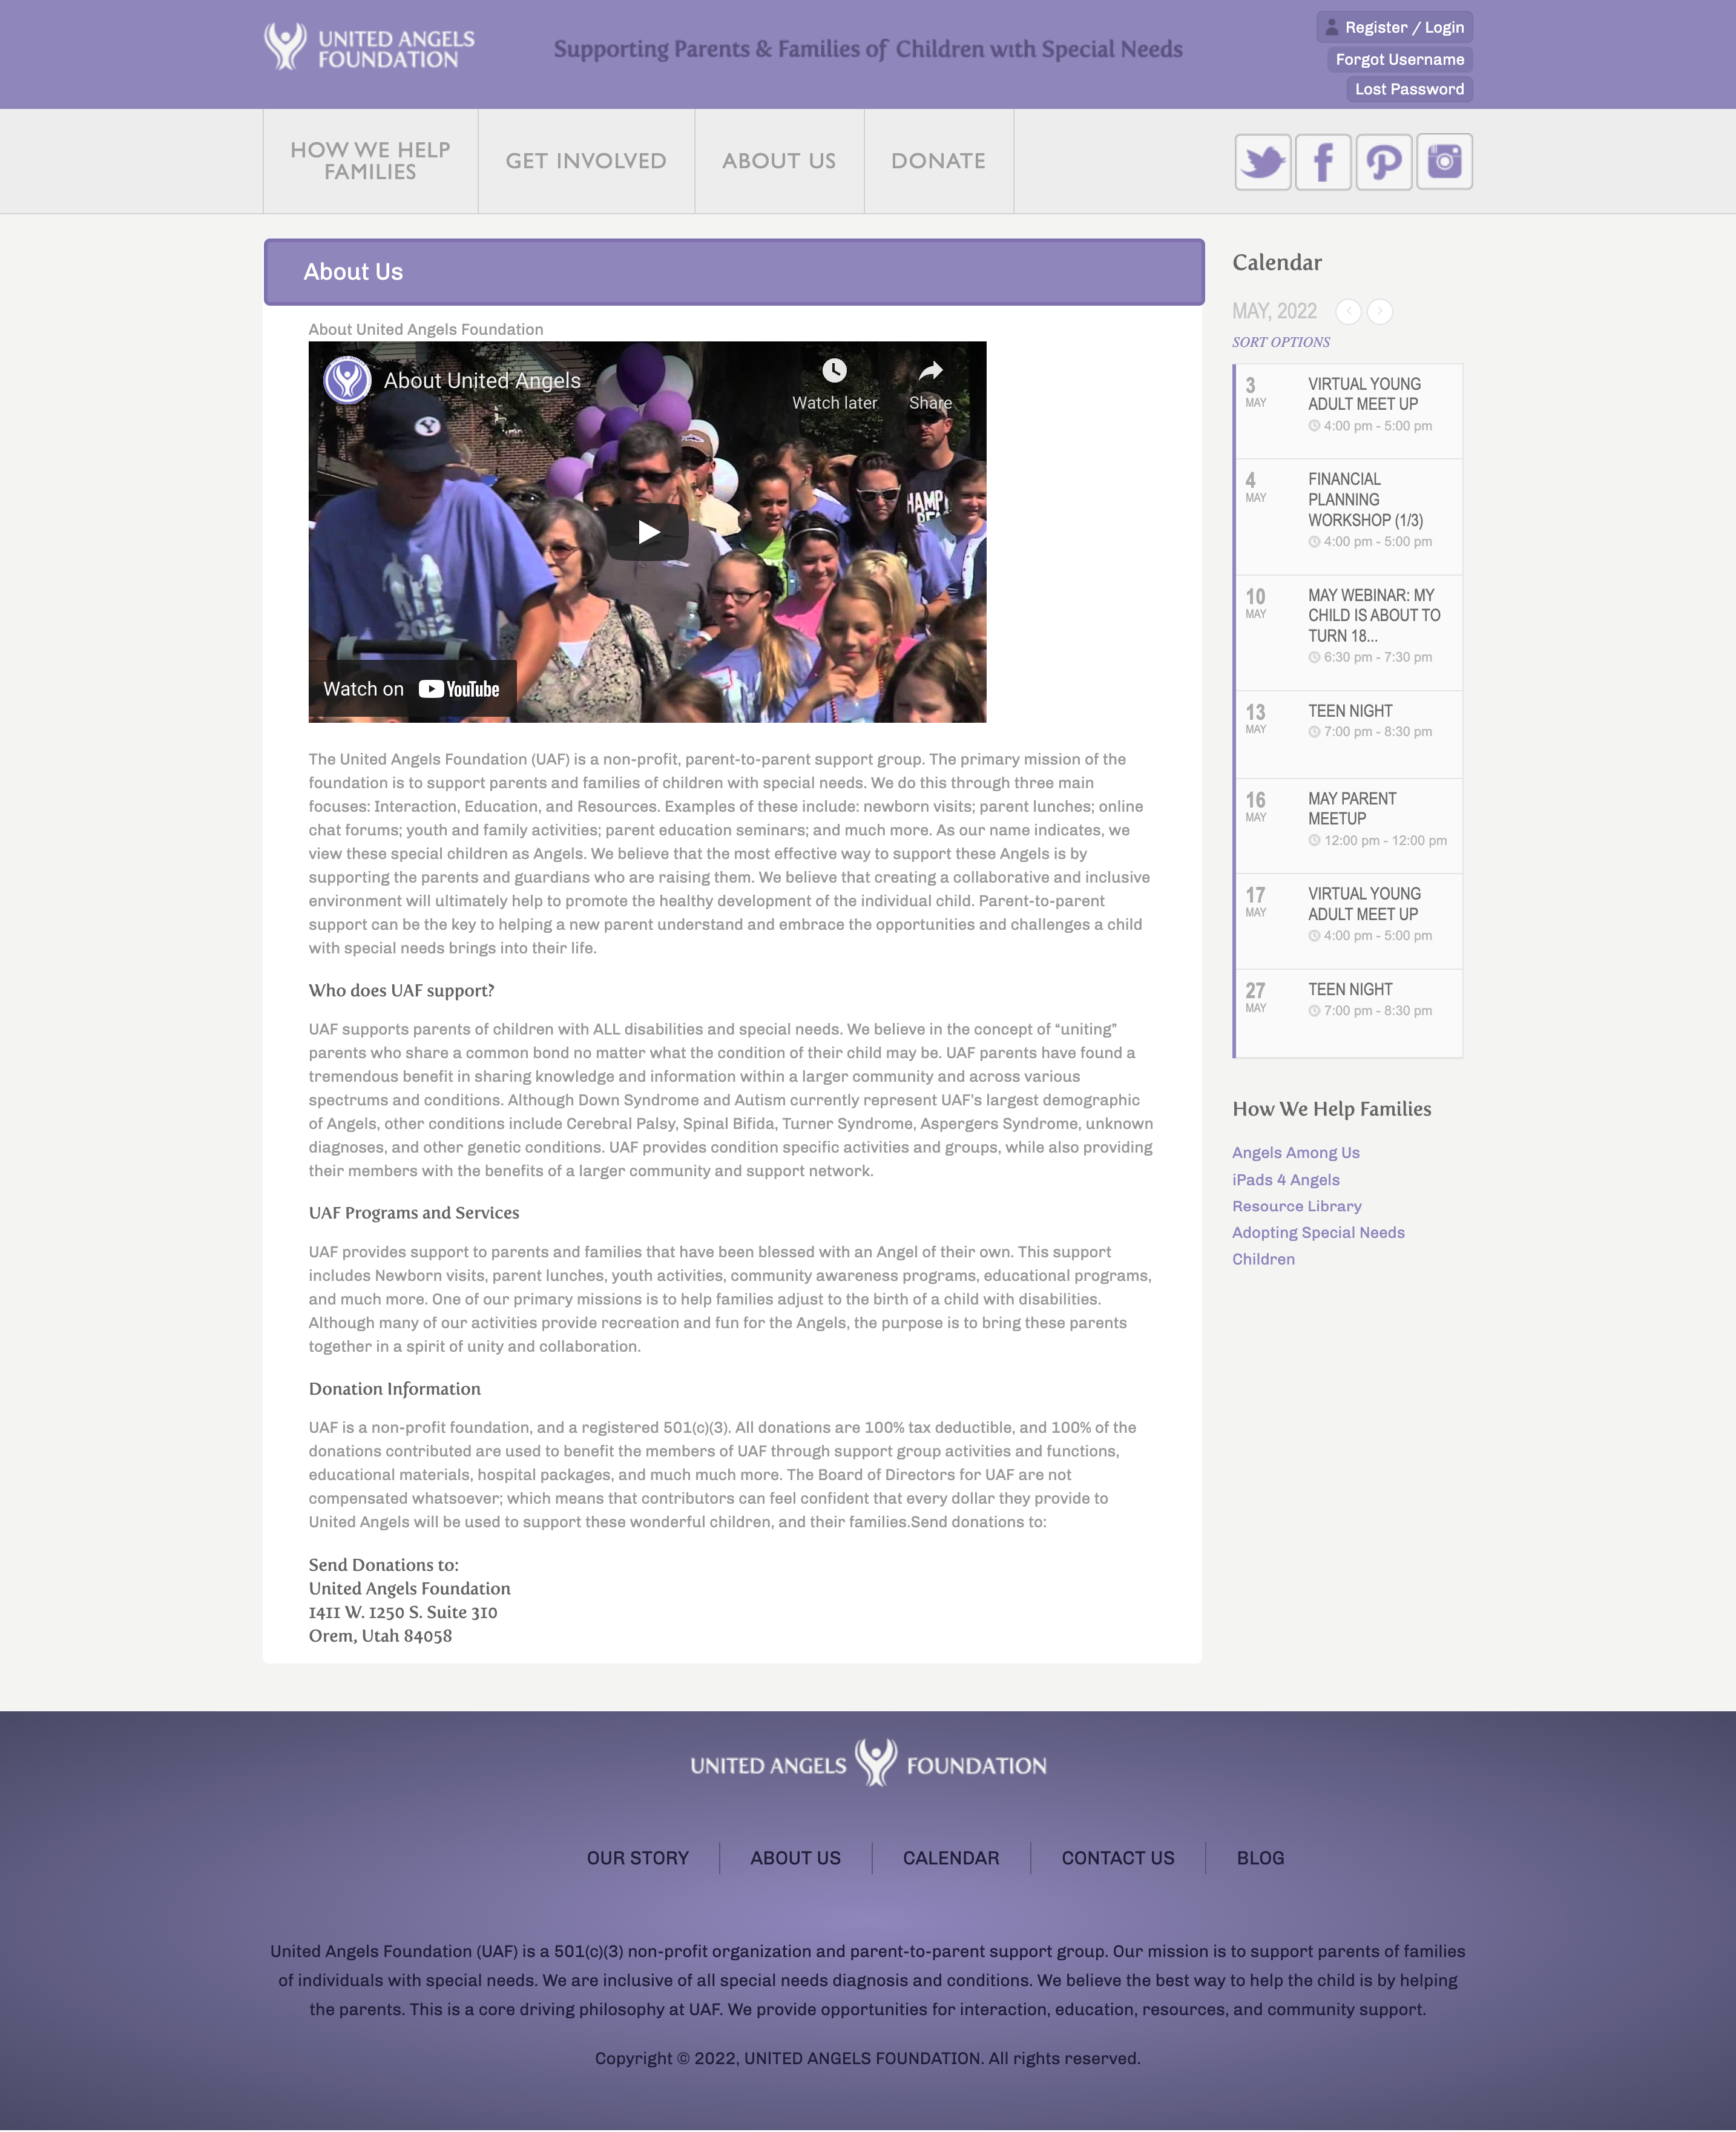 UNITED ANGELS
FOUNDATION
Supporting Parents & Families of Children with Special Needs
Register / Login
Forgot Username
Lost Password
HOW WE HELP
FAMILIES
GET INVOLVED
ABOUT US
DONATE
About Us
About United Angels Foundation
About United Angels
Watch later
Share
Y
2012
Watch on YouTube
The United Angels Foundation (UAF) is a non-profit, parent-to-parent support group. The primary mission of the
foundation is to support parents and families of children with special needs. We do this through three main
focuses: Interaction, Education, and Resources. Examples of these include: newborn visits; parent lunches; online
chat forums; youth and family activities; parent education seminars; and much more. As our name indicates, we
view these special children as Angels. We believe that the most effective way to support these Angels is by
supporting the parents and guardians who are raising them. We believe that creating a collaborative and inclusive
environment will ultimately help to promote the healthy development of the individual child. Parent-to-parent
support can be the key to helping a new parent understand and embrace the opportunities and challenges a child
with special needs brings into their life.
Who does UAF support?
UAF supports parents of children with ALL disabilities and special needs. We believe in the concept of “uniting”
parents who share a common bond no matter what the condition of their child may be. UAF parents have found a
tremendous benefit in sharing knowledge and information within a larger community and across various
spectrums and conditions. Although Down Syndrome and Autism currently represent UAF’s largest demographic
of Angels, other conditions include Cerebral Palsy, Spinal Bifida, Turner Syndrome, Aspergers Syndrome, unknown
diagnoses, and other genetic conditions. UAF provides condition specific activities and groups, while also providing
their members with the benefits of a larger community and support network.
UAF Programs and Services
UAF provides support to parents and families that have been blessed with an Angel of their own. This support
includes Newborn visits, parent lunches, youth activities, community awareness programs, educational programs,
and much more. One of our primary missions is to help families adjust to the birth of a child with disabilities.
Although many of our activities provide recreation and fun for the Angels, the purpose is to bring these parents
together in a spirit of unity and collaboration.
Donation Information
UAF is a non-profit foundation, and a registered 501(c)(3). All donations are 100% tax deductible, and 100% of the
donations contributed are used to benefit the members of UAF through support group activities and functions,
educational materials, hospital packages, and much much more. The Board of Directors for UAF are not
compensated whatsoever; which means that contributors can feel confident that every dollar they provide to
United Angels will be used to support these wonderful children, and their families.Send donations to:
Send Donations to:
United Angels Foundation
1411 W. 1250 S. Suite 310
Orem, Utah 84058
Calendar
MAY, 2022
SORT OPTIONS
3
MAY
VIRTUAL YOUNG
ADULT MEET UP
4:00 pm - 5:00 pm
4
MAY
FINANCIAL
PLANNING
WORKSHOP (1/3)
4:00 pm - 5:00 pm
10
MAY
MAY WEBINAR: MY
CHILD IS ABOUT TO
TURN 18...
6:30 pm - 7:30 pm
13
MAY
TEEN NIGHT
7:00 pm - 8:30 pm
16
MAY
MAY PARENT
MEETUP
12:00 pm - 12:00 pm
17
MAY
VIRTUAL YOUNG
ADULT MEET UP
4:00 pm - 5:00 pm
27
MAY
TEEN NIGHT
7:00 pm - 8:30 pm
How We Help Families
Angels Among Us
iPads 4 Angels
Resource Library
Adopting Special Needs
Children
UNITED ANGELS FOUNDATION
OUR STORY
ABOUT US
CALENDAR
CONTACT US
BLOG
United Angels Foundation (UAF) is a 501(c)(3) non-profit organization and parent-to-parent support group. Our mission is to support parents of families
of individuals with special needs. We are inclusive of all special needs diagnosis and conditions. We believe the best way to help the child is by helping
the parents. This is a core driving philosophy at UAF. We provide opportunities for interaction, education, resources, and community support.
Copyright © 2022, UNITED ANGELS FOUNDATION. All rights reserved.